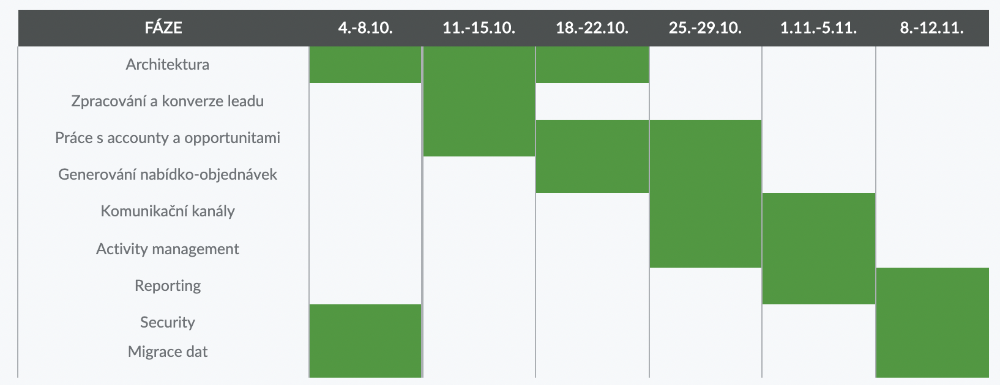 FÁZE 4.-8.10. 11.-15.10. 18.-22.10. 25.-29.10. 1.11.-5.11. 8.-12.11.
Architektura
Zpracování a konverze leadu
Práce s accounty a opportunitami
Generování nabídko-objednávek
Komunikační kanály
Activity management
Reporting
Security
Migrace dat